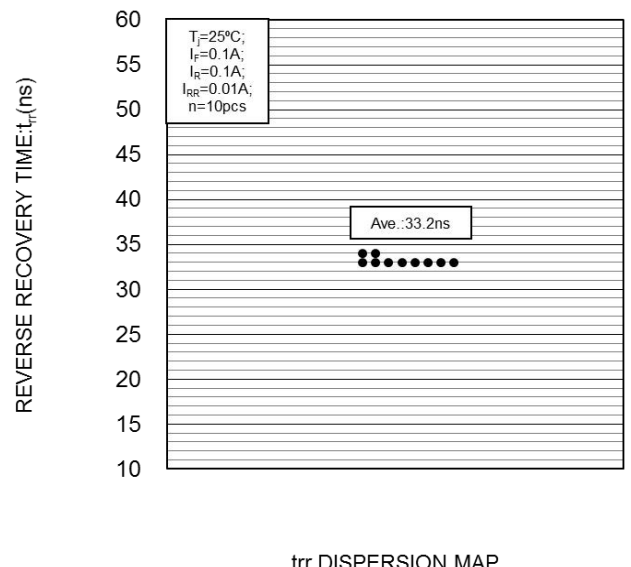 REVERSE RECOVERY TIME:trr(ns)
60
55
50
45
40
35
30
25
20
15
10
Tj=25ºC;
IF=0.1A;
IR=0.1A;
IRR=0.01A;
n=10pcs
Ave.:33.2ns
trr DISPERSION MAP